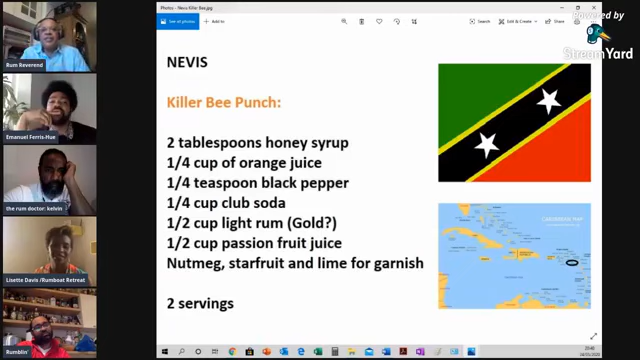 Photos - Nevis Killer Bee.jpg
See all photos
Add to
Search
Edit & Create
Share
Powered by
StreamYard
NEVIS
Killer Bee Punch:
2 tablespoons honey syrup
1/4 cup of orange juice
1/4 teaspoon black pepper
1/4 cup club soda
1/2 cup light rum (Gold?)
1/2 cup passion fruit juice
Nutmeg, starfruit and lime for garnish
2 servings
CARIBBEAN MAP
Rum Reverend
Emanuel Ferris-Hue
the rum doctor: kelvin
Lisette Davis /Rumboat Retreat
Rumblin'